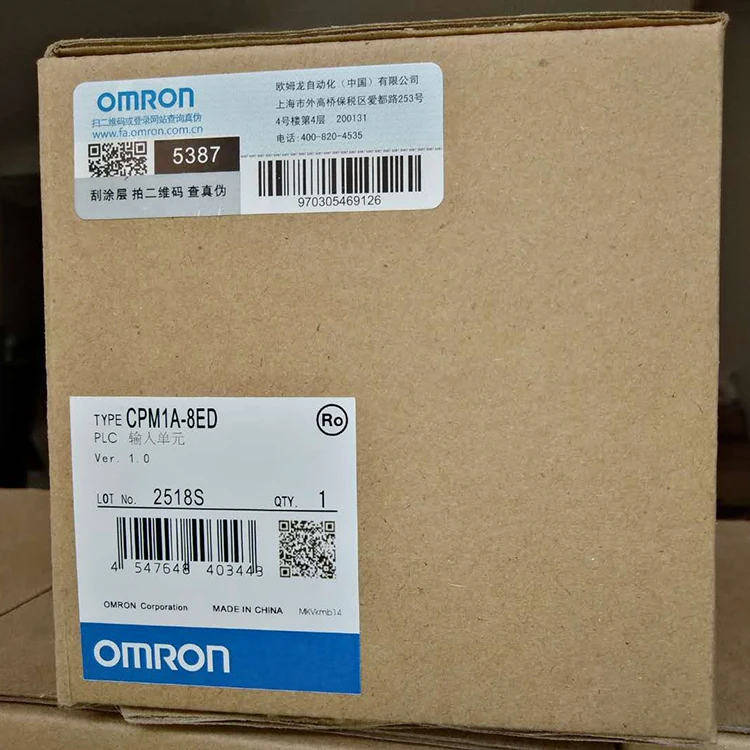 OMRON
扫二维码或登录网站查询真伪
www.fa.omron.com.cn
5387
刮涂层 拍二维码 查真伪
欧姆龙自动化（中国）有限公司
上海市外高桥保税区爱都路253号
4号楼第4层 200131
电话:400-820-4535
970305469126
TYPE CPM1A-8ED
Ro
PLC 输入单元
Ver. 1.0
LOT No. 2518S QTY. 1
4 547648 403443
OMRON Corporation MADE IN CHINA MKVkmb14
OMRON